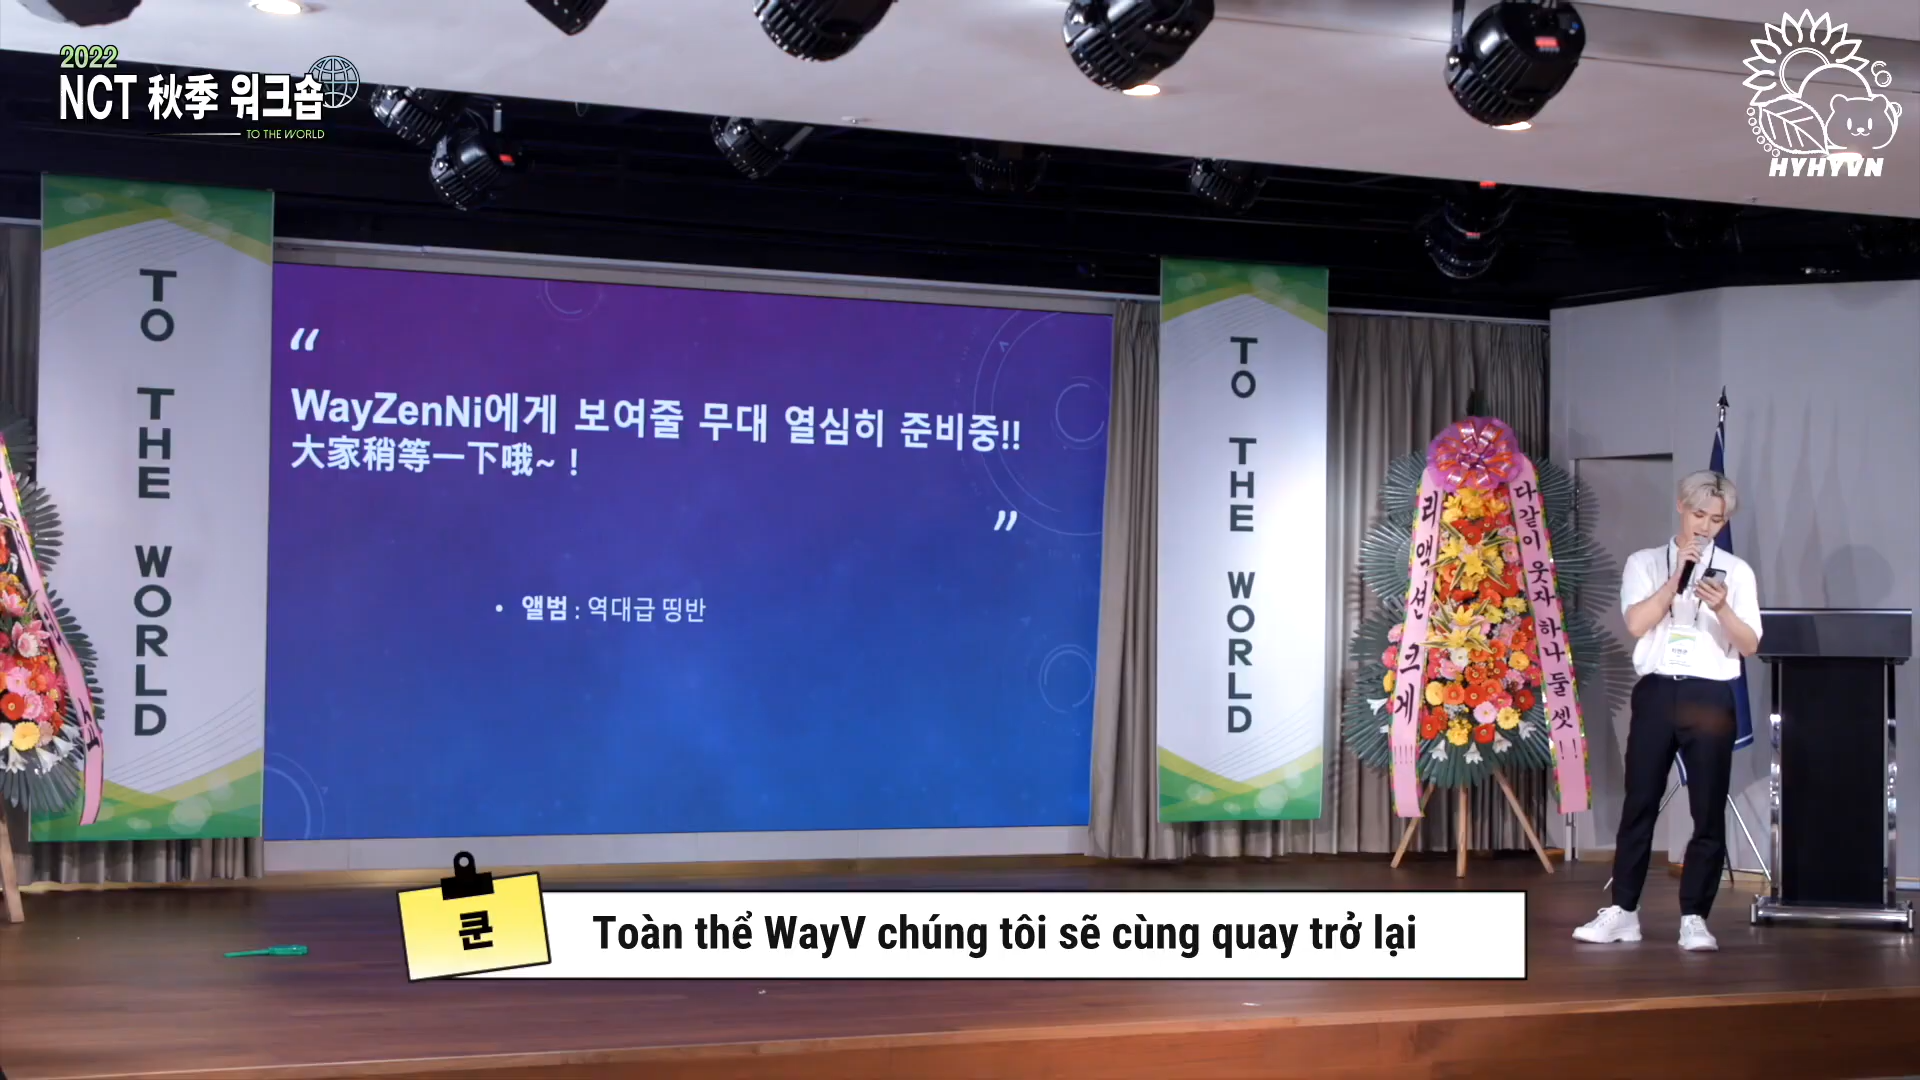 2022
NCT 秋季 워크숍
TO THE WORLD
HYHYVN
TO THE WORLD
“
WayZenNi에게 보여줄 무대 열심히 준비중!!
大家稍等一下哦~ !
”
• 앨범 : 역대급 띵반
TO THE WORLD
리액션 크게 !!!!
다같이 웃자 하나 둘 셋 !!
쿤
Toàn thể WayV chúng tôi sẽ cùng quay trở lại